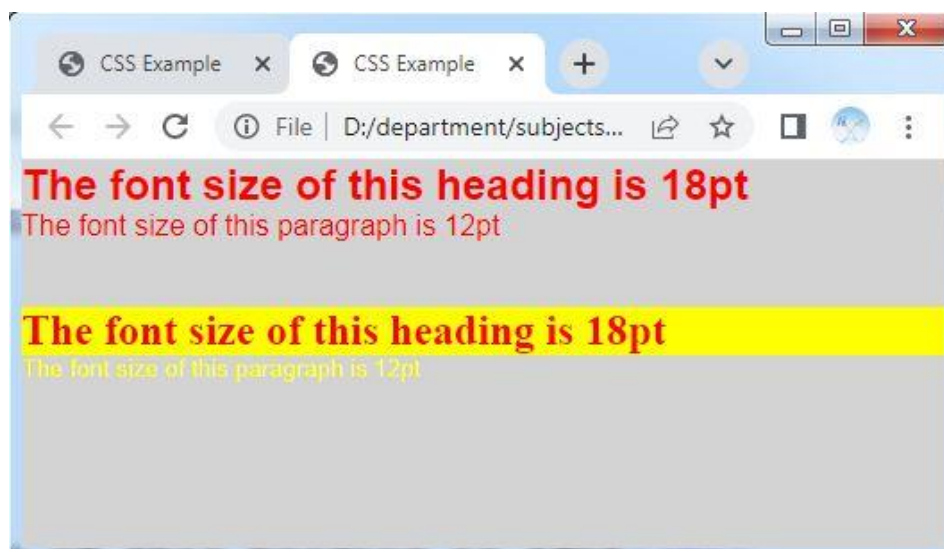 CSS Example CSS Example
File D:/department/subjects...
The font size of this heading is 18pt
The font size of this paragraph is 12pt
The font size of this heading is 18pt
The font size of this paragraph is 12pt